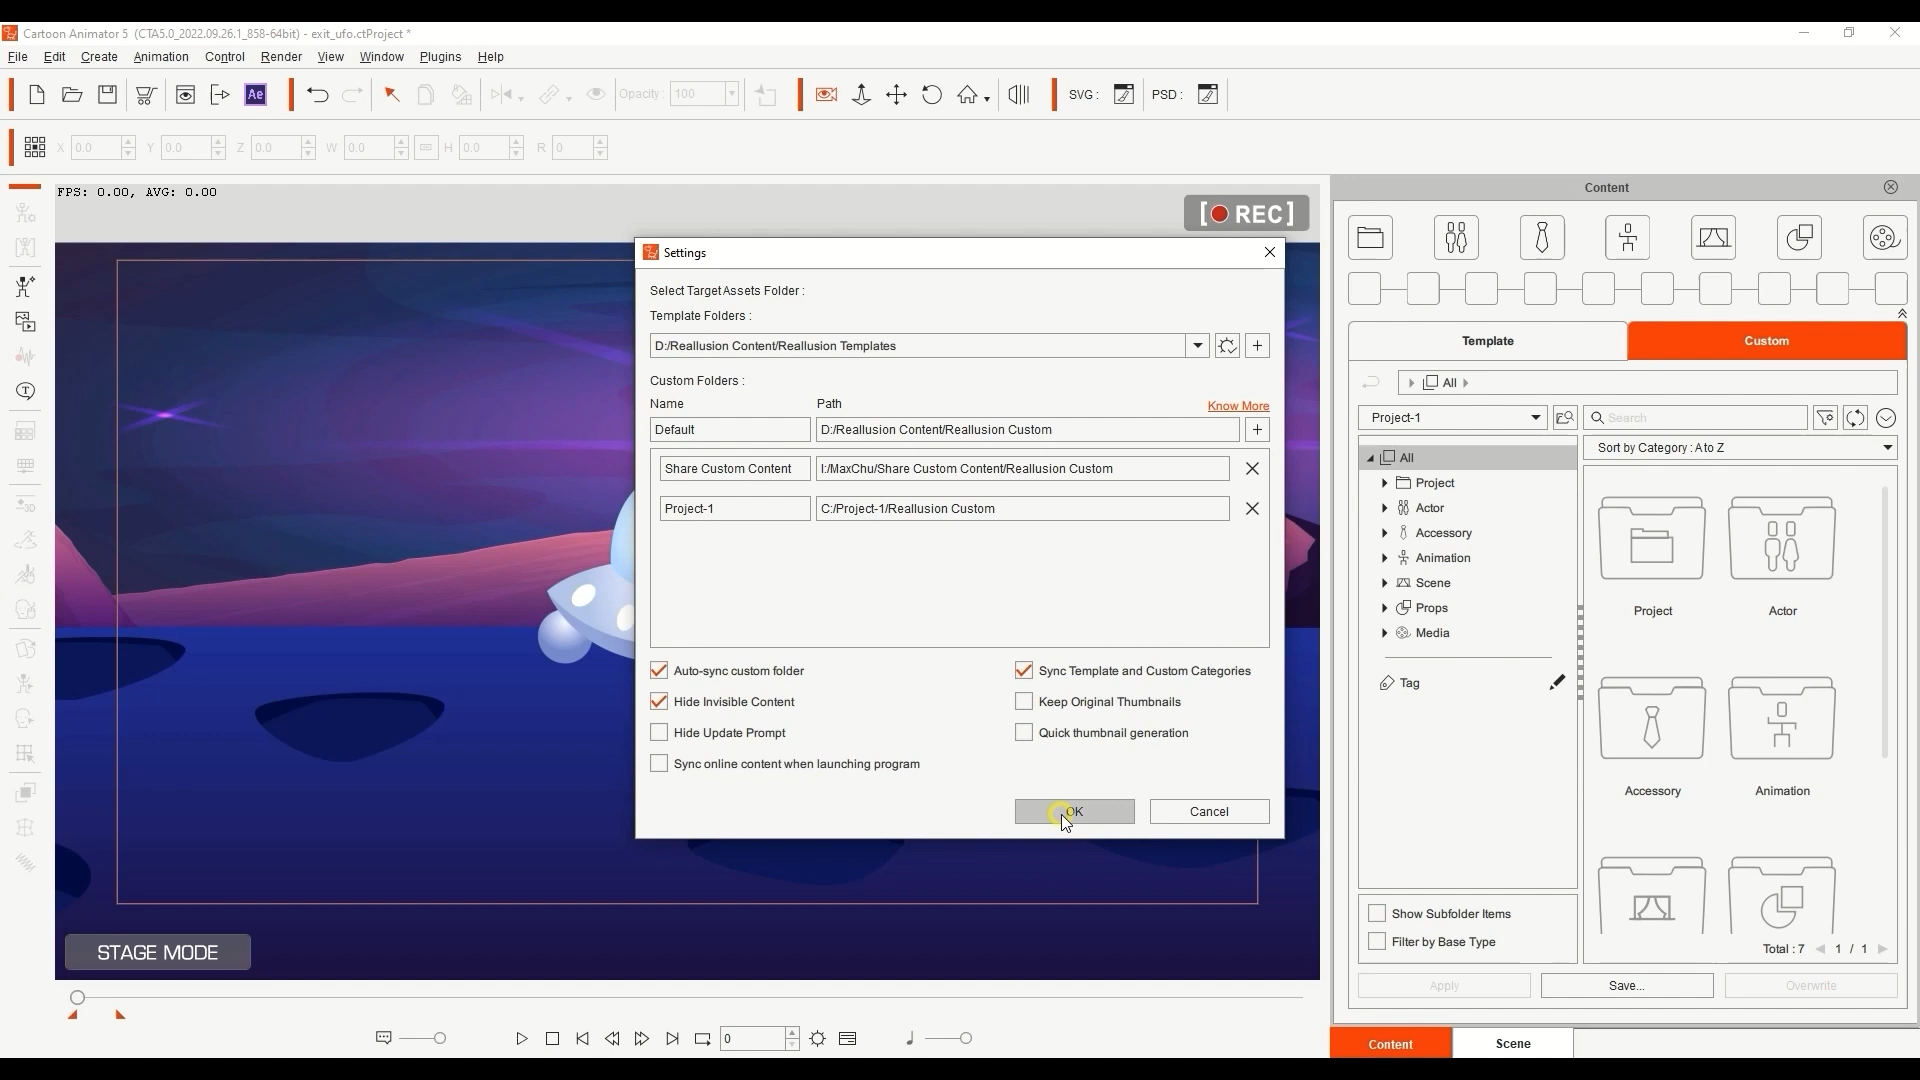 Cartoon Animator 5 (CTA5.0_2022.09.26.1_858-64bit) - exit_ufo.ctProject *
File Edit Create Animation Control Render View Window Plugins Help
Ae Opacity : 100 SVG : PSD :
X 0.0 Y 0.0 Z 0.0 W 0.0 H 0.0 R 0
FPS: 0.00, AVG: 0.00
[ REC ]
STAGE MODE
0
Settings
Select Target Assets Folder :
Template Folders :
D:/Reallusion Content/Reallusion Templates
Custom Folders :
Name Path Know More
Default D:/Reallusion Content/Reallusion Custom
Share Custom Content I:/MaxChu/Share Custom Content/Reallusion Custom
Project-1 C:/Project-1/Reallusion Custom
Auto-sync custom folder Sync Template and Custom Categories
Hide Invisible Content Keep Original Thumbnails
Hide Update Prompt Quick thumbnail generation
Sync online content when launching program
OK Cancel
Content
Template Custom
All
Project-1 Search
Sort by Category : A to Z
All
Project
Actor
Accessory
Animation
Scene
Props
Media
Tag
Show Subfolder Items
Filter by Base Type
Project Actor
Accessory Animation
Total : 7 1 / 1
Apply Save... Overwrite
Content Scene